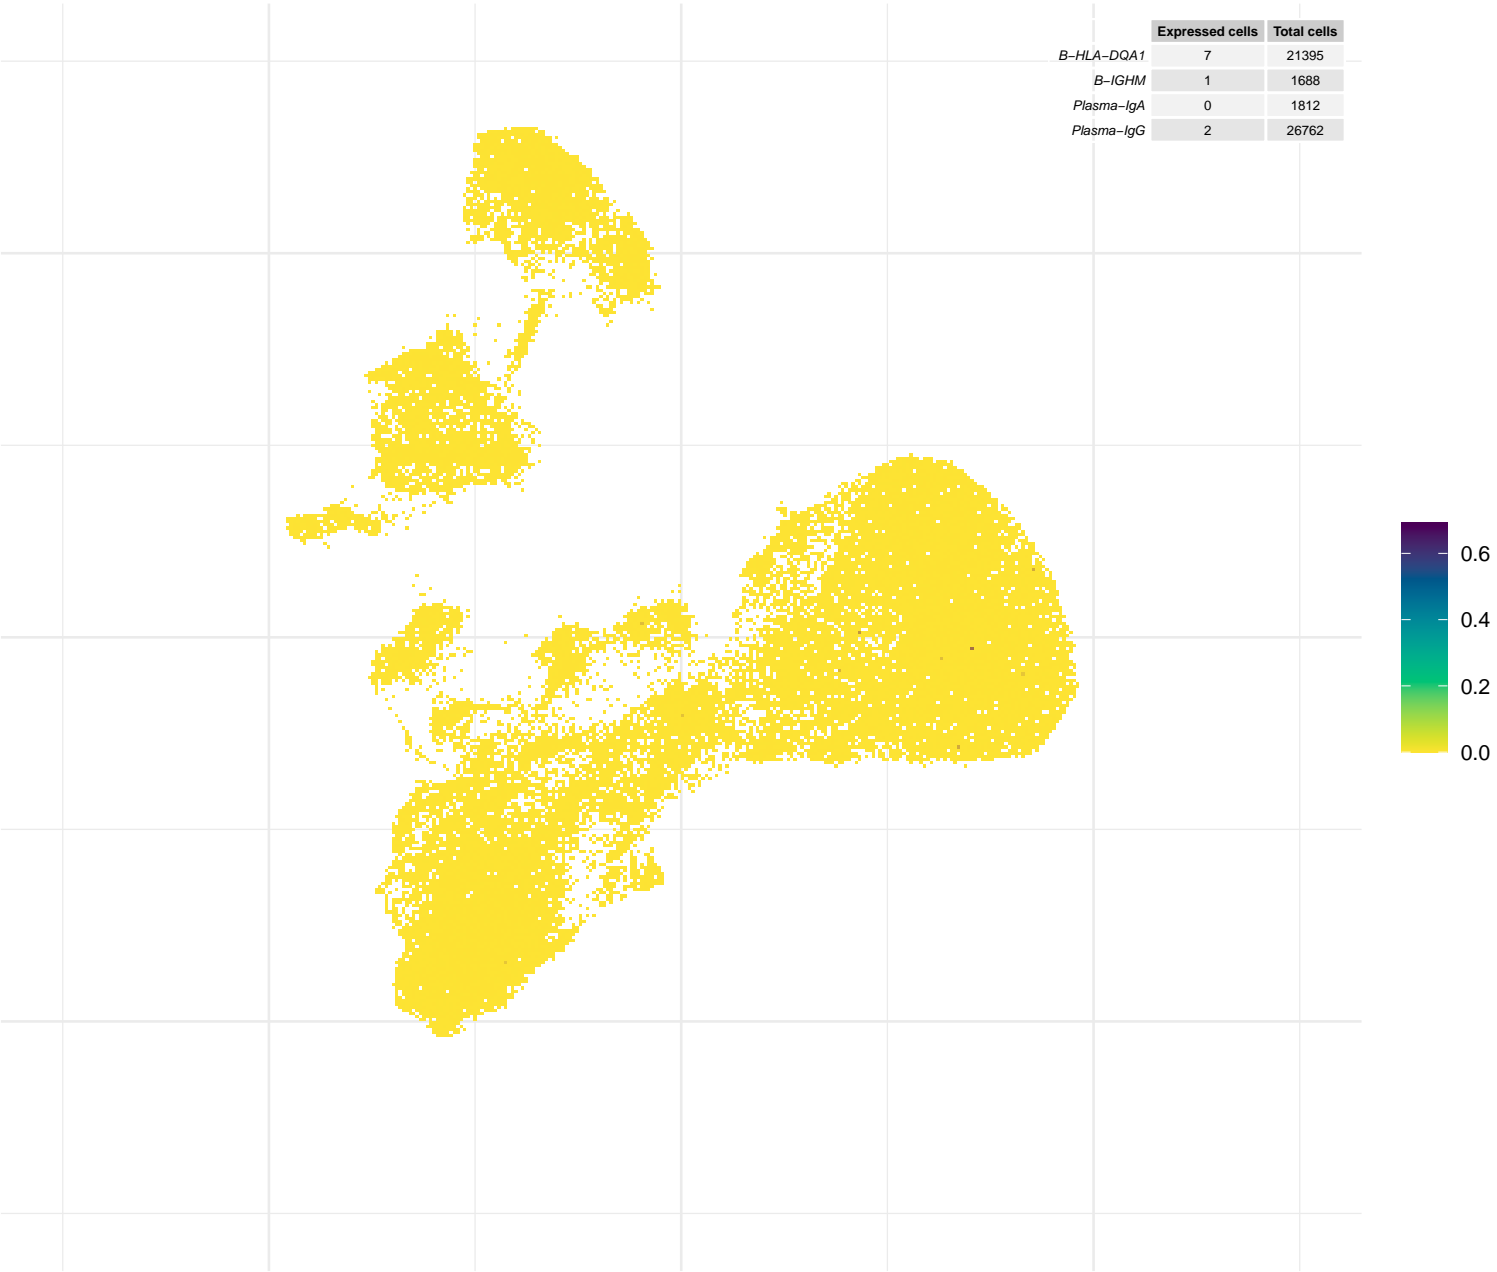 Expressed cells Total cells
B−HLA−DQA1 7 21395
B−IGHM 1 1688
Plasma−IgA 0 1812
Plasma−IgG 2 26762
0.6
0.4
0.2
0.0